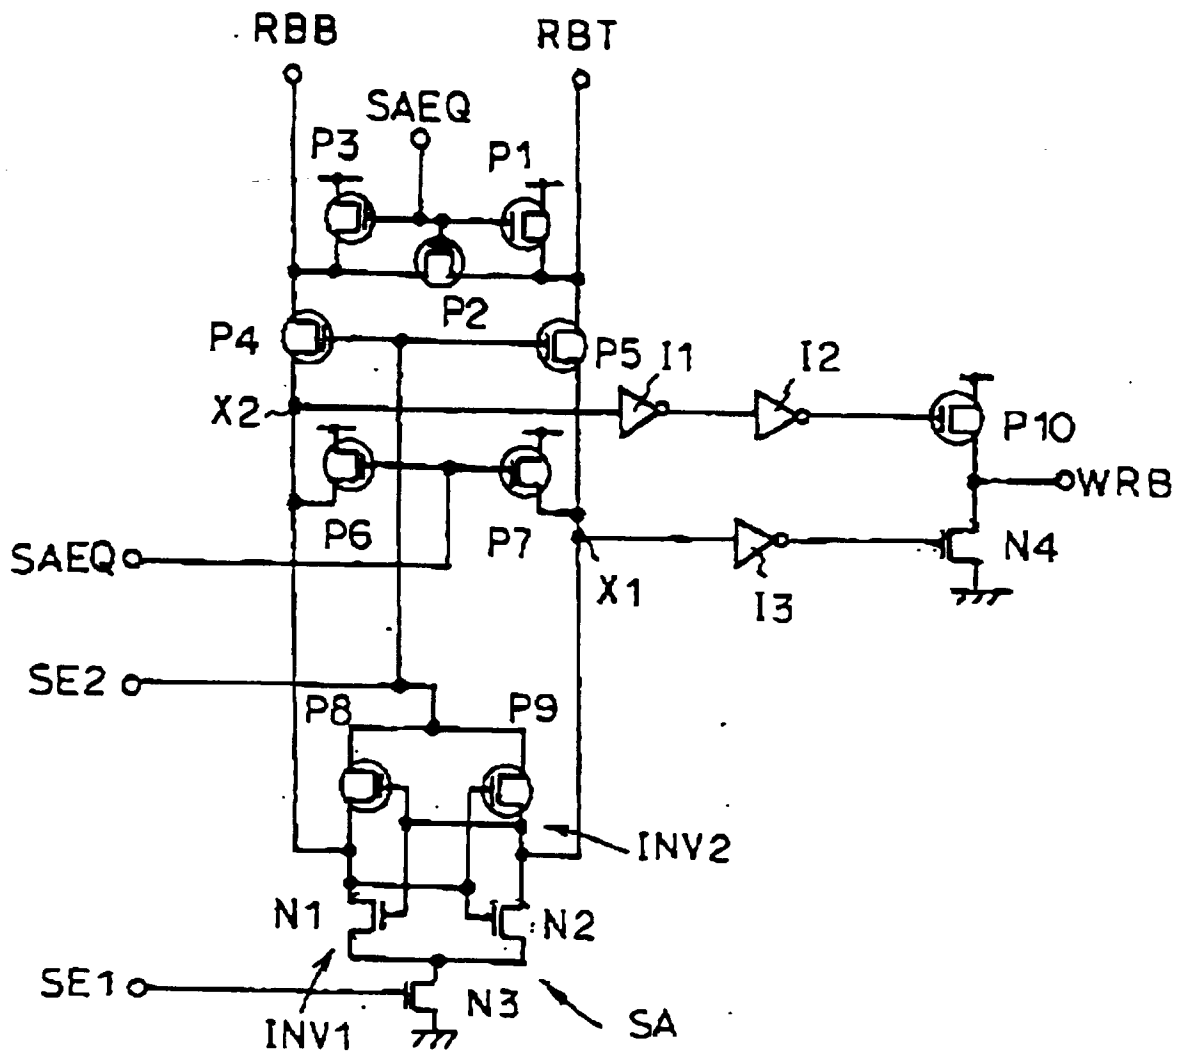 RBB
RBT
SAEQ
P3
P1
P2
P4
P5
I1
I2
X2
P10
WRB
P6
P7
N4
SAEQ
X1
I3
SE2
P8
P9
INV2
N1
N2
SE1
N3
INV1
SA